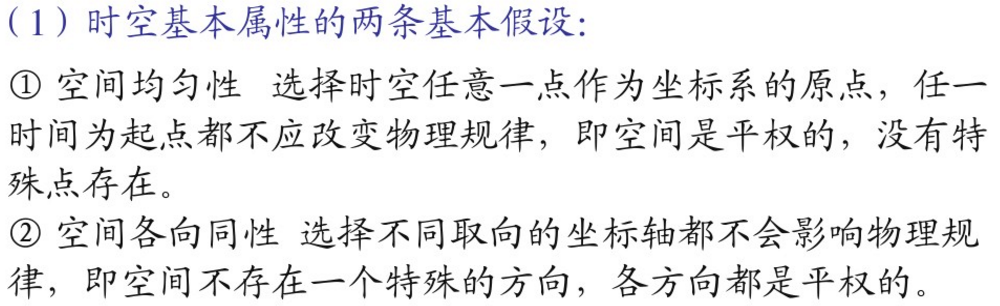 (1) 时空基本属性的两条基本假设:
① 空间均匀性 选择时空任意一点作为坐标系的原点，任一
时间为起点都不应改变物理规律，即空间是平权的，没有特
殊点存在。
② 空间各向同性 选择不同取向的坐标轴都不会影响物理规
律，即空间不存在一个特殊的方向，各方向都是平权的。